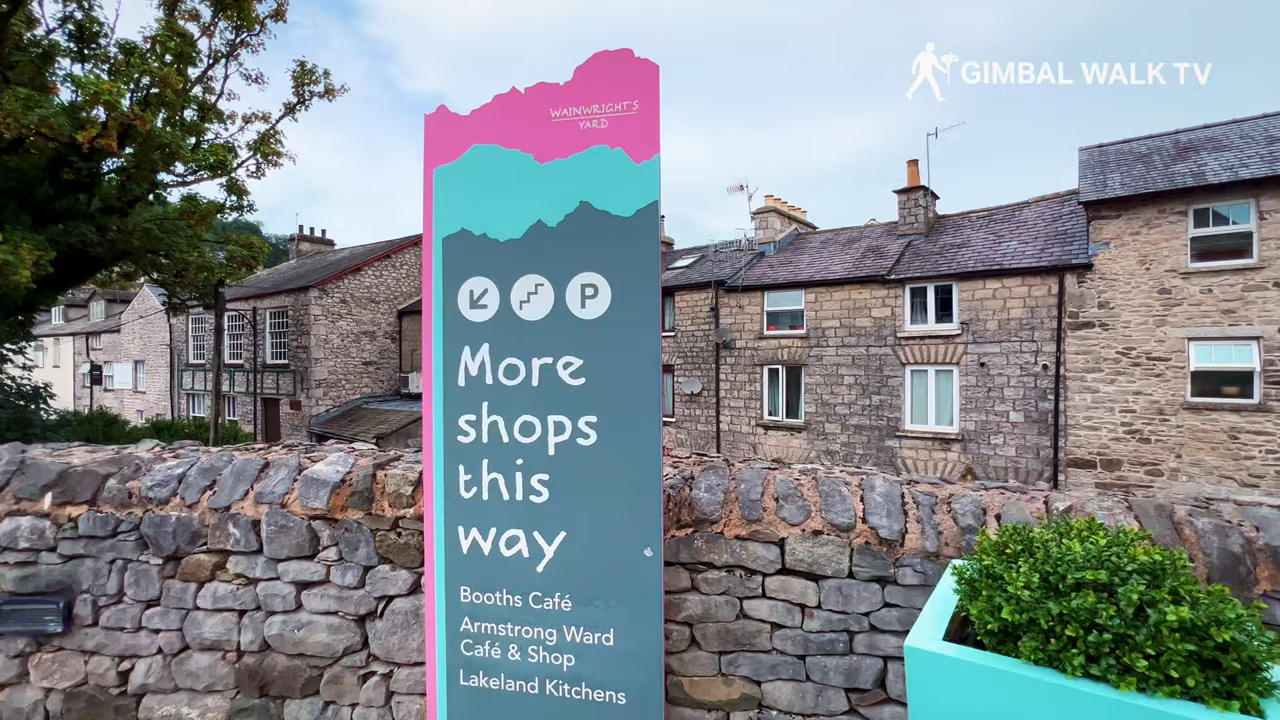 GIMBAL WALK TV
WAINWRIGHT'S
YARD
P
More
shops
this
way
Booths Café
Armstrong Ward
Café & Shop
Lakeland Kitchens